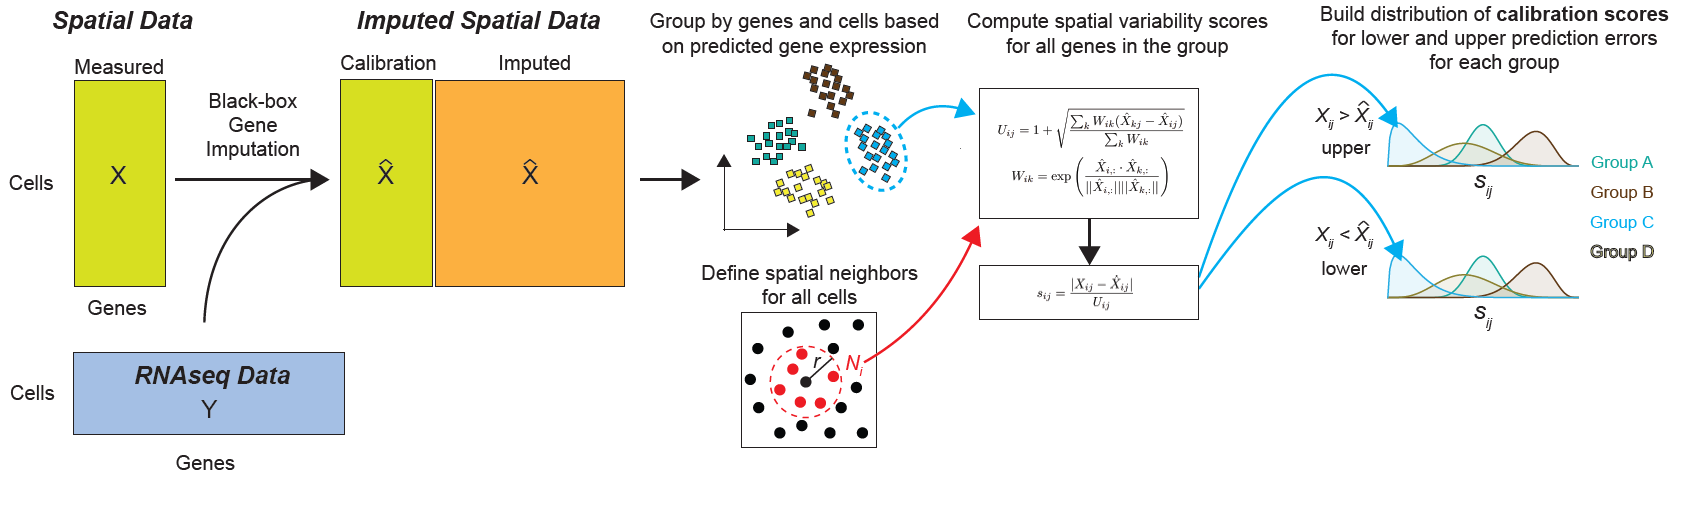 Spatial Data
Measured
X
Cells
Genes
Black-box
Gene
Imputation
RNAseq Data
Y
Cells
Genes
Imputed Spatial Data
Calibration
Imputed
X̂
X̂
Group by genes and cells based
on predicted gene expression
Define spatial neighbors
for all cells
r
N_i
Compute spatial variability scores
for all genes in the group
U_{ij} = 1 + \sqrt{\frac{\sum_k W_{ik}(\hat{X}_{kj} - \hat{X}_{ij})}{\sum_k W_{ik}}}
W_{ik} = \exp\left(\frac{\hat{X}_{i,:} \cdot \hat{X}_{k,:}}{||\hat{X}_{i,:}||||\hat{X}_{k,:}||}\right)
s_{ij} = \frac{|X_{ij} - \hat{X}_{ij}|}{U_{ij}}
Build distribution of calibration scores
for lower and upper prediction errors
for each group
X_{ij} > X̂_{ij}
upper
S_{ij}
X_{ij} < X̂_{ij}
lower
S_{ij}
Group A
Group B
Group C
Group D